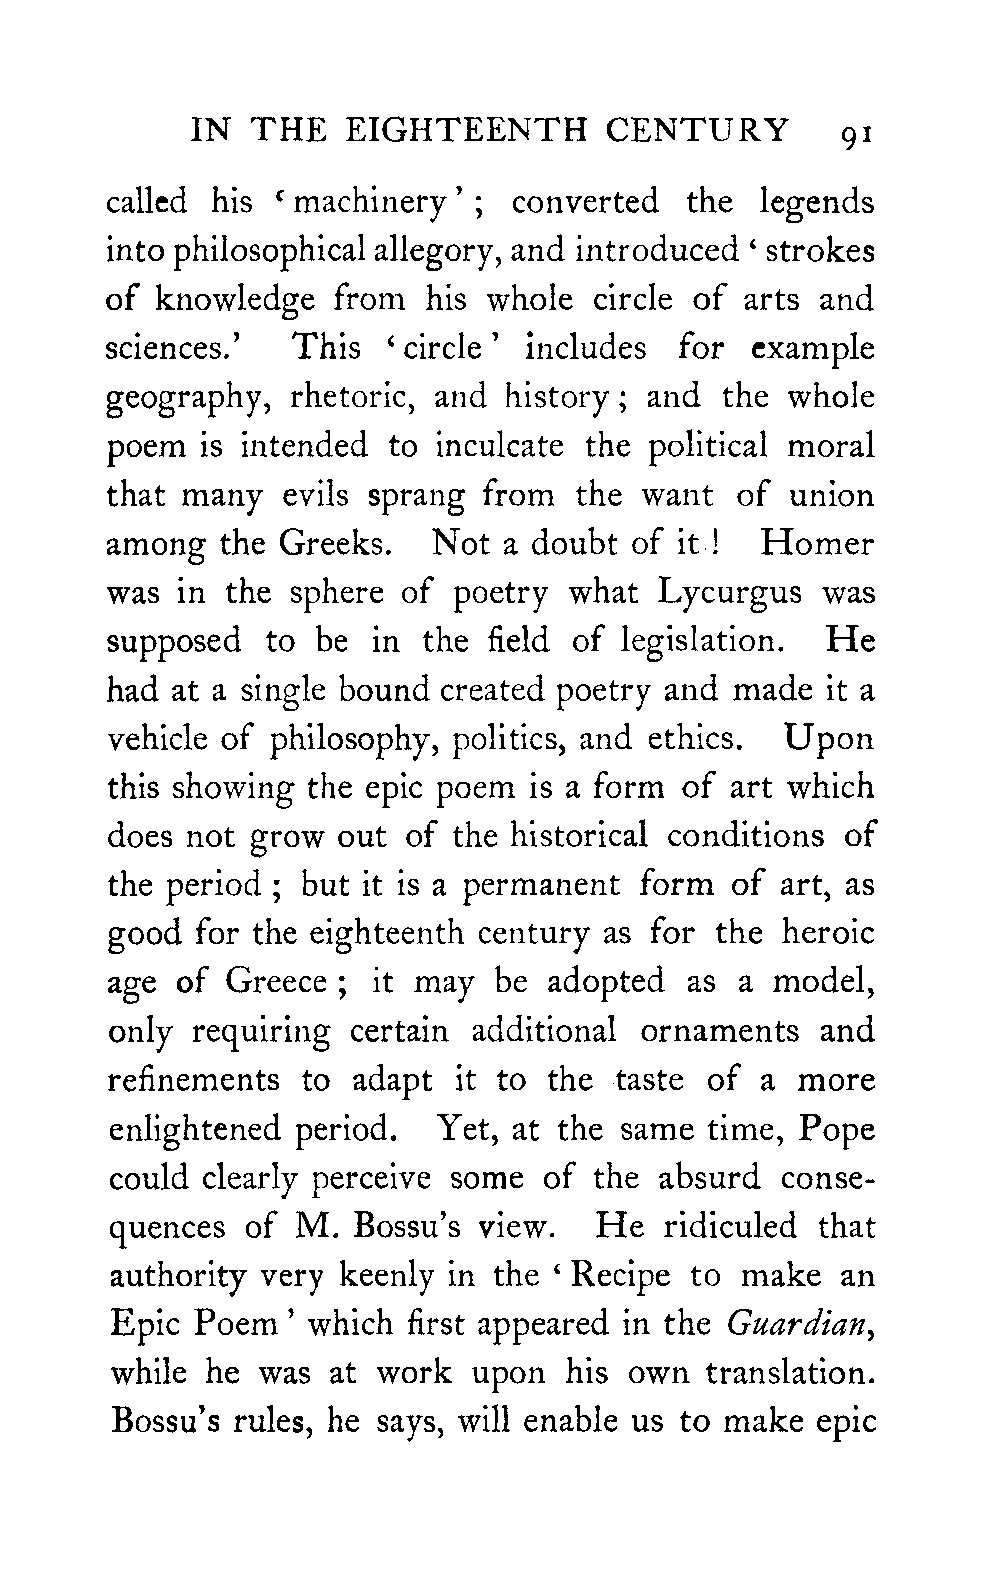 IN THE EIGHTEENTH CENTURY 91
called his ‘machinery’; converted the legends
into philosophical allegory, and introduced ‘strokes
of knowledge from his whole circle of arts and
sciences.’ This ‘circle’ includes for example
geography, rhetoric, and history; and the whole
poem is intended to inculcate the political moral
that many evils sprang from the want of union
among the Greeks. Not a doubt of it! Homer
was in the sphere of poetry what Lycurgus was
supposed to be in the field of legislation. He
had at a single bound created poetry and made it a
vehicle of philosophy, politics, and ethics. Upon
this showing the epic poem is a form of art which
does not grow out of the historical conditions of
the period; but it is a permanent form of art, as
good for the eighteenth century as for the heroic
age of Greece; it may be adopted as a model,
only requiring certain additional ornaments and
refinements to adapt it to the taste of a more
enlightened period. Yet, at the same time, Pope
could clearly perceive some of the absurd conse-
quences of M. Bossu’s view. He ridiculed that
authority very keenly in the ‘Recipe to make an
Epic Poem’ which first appeared in the Guardian,
while he was at work upon his own translation.
Bossu’s rules, he says, will enable us to make epic